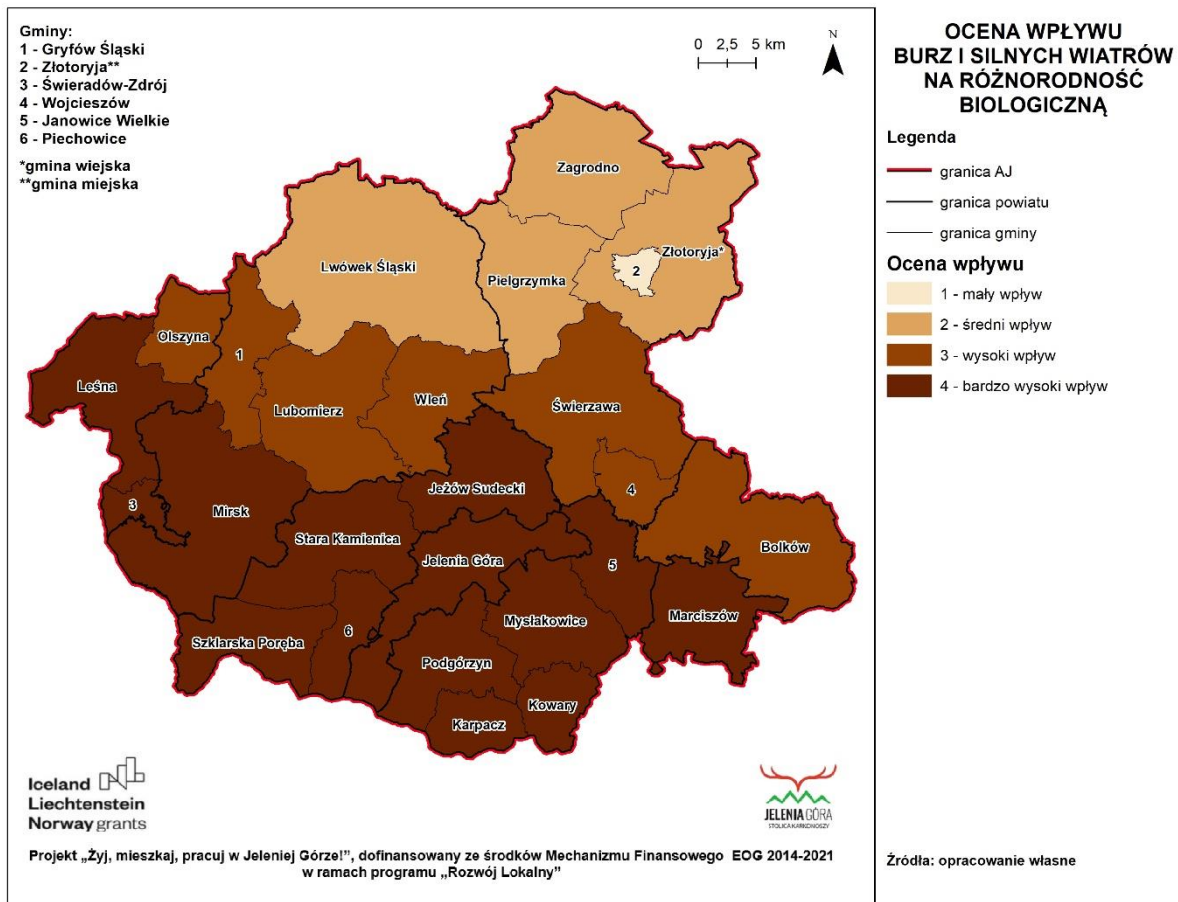 Gminy:
1 - Gryfów Śląski
2 - Złotoryja**
3 - Świeradów-Zdrój
4 - Wojcieszów
5 - Janowice Wielkie
6 - Piechowice
*gmina wiejska
**gmina miejska
0 2,5 5 km
N
OCENA WPŁYWU
BURZ I SILNYCH WIATRÓW
NA RÓŻNORODNOŚĆ
BIOLOGICZNĄ
Legenda
granica AJ
granica powiatu
granica gminy
Ocena wpływu
1 - mały wpływ
2 - średni wpływ
3 - wysoki wpływ
4 - bardzo wysoki wpływ
Zagrodno
Złotoryja*
Lwówek Śląski
Pielgrzymka
2
Olszyna
1
Leśna
Lubomierz
Wleń
Świerzawa
3
Mirsk
Jeżów Sudecki
4
Stara Kamienica
Jelenia Góra
5
Bolków
Mysłakowice
Marciszów
Szklarska Poręba
6
Podgórzyn
Kowary
Karpacz
Iceland
Liechtenstein
Norway grants
JELENIA GÓRA
STOLICA KARKONOSZY
Projekt „Żyj, mieszkaj, pracuj w Jeleniej Górze!”, dofinansowany ze środków Mechanizmu Finansowego EOG 2014-2021
w ramach programu „Rozwój Lokalny”
Źródła: opracowanie własne